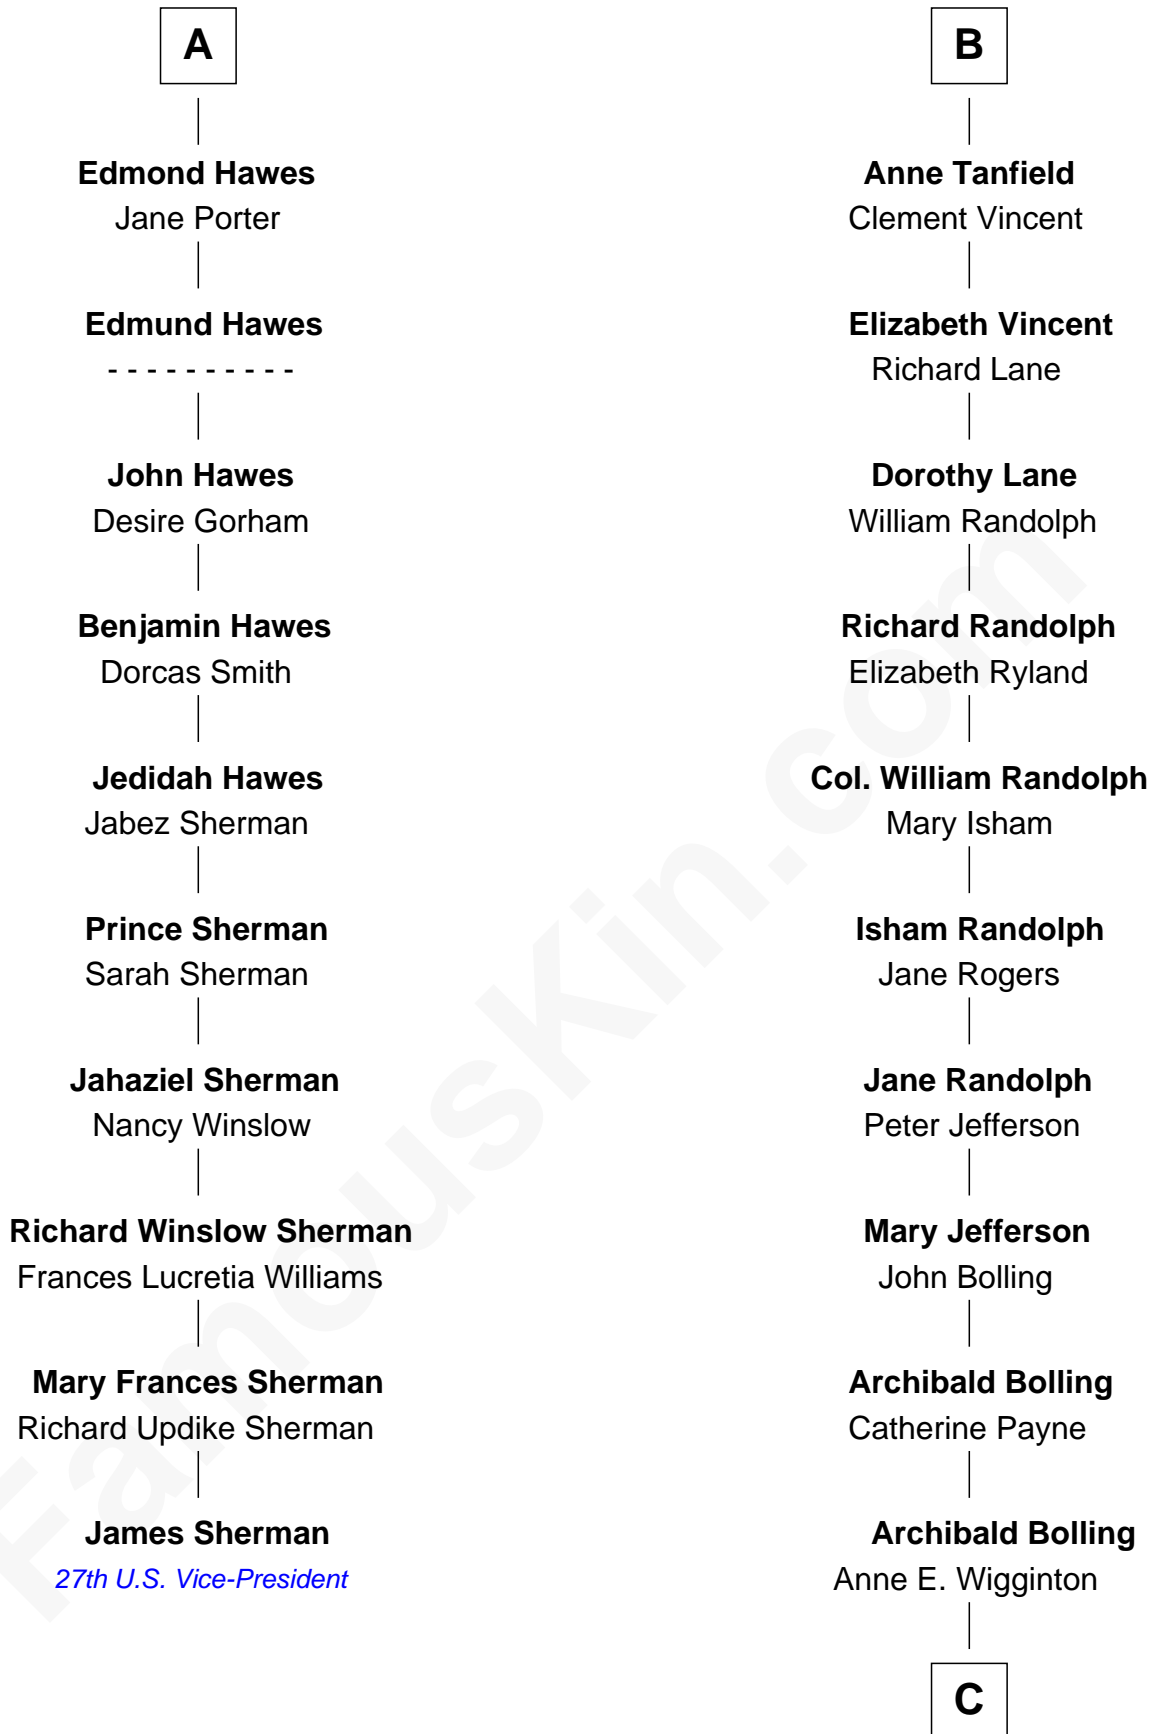 A
Edmond Hawes
Jane Porter
Edmund Hawes
- - - - - - - - - -
John Hawes
Desire Gorham
Benjamin Hawes
Dorcas Smith
Jedidah Hawes
Jabez Sherman
Prince Sherman
Sarah Sherman
Jahaziel Sherman
Nancy Winslow
Richard Winslow Sherman
Frances Lucretia Williams
Mary Frances Sherman
Richard Updike Sherman
James Sherman
27th U.S. Vice-President
B
Anne Tanfield
Clement Vincent
Elizabeth Vincent
Richard Lane
Dorothy Lane
William Randolph
Richard Randolph
Elizabeth Ryland
Col. William Randolph
Mary Isham
Isham Randolph
Jane Rogers
Jane Randolph
Peter Jefferson
Mary Jefferson
John Bolling
Archibald Bolling
Catherine Payne
Archibald Bolling
Anne E. Wigginton
C
FamousKin.com